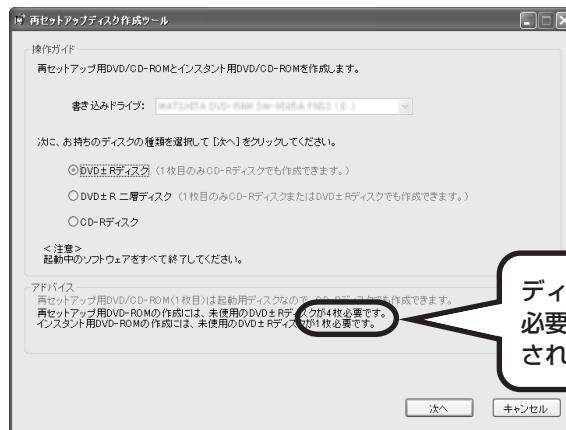 再セットアップディスク作成ツール
操作ガイド
再セットアップ用DVD/CD-ROMとインスタント用DVD/CD-ROMを作成します。
書き込みドライブ:
次に、お持ちのディスクの種類を選択して[次へ]をクリックしてください。
DVD±Rディスク (1枚目のみCD-Rディスクでも作成できます。)
DVD±R 二層ディスク (1枚目のみCD-RディスクまたはDVD±Rディスクでも作成できます。)
CD-Rディスク
<注意>
起動中のソフトウェアをすべて終了してください。
アドバイス
再セットアップ用DVD/CD-ROM(1枚目)は起動用ディスクなので、CD-Rディスクでも作成できます。
再セットアップ用DVD-ROMの作成には、未使用のDVD±Rディスクが4枚必要です。
インスタント用DVD-ROMの作成には、未使用のDVD±Rディスクが1枚必要です。
ディ
必要
され
次へ
キャンセル